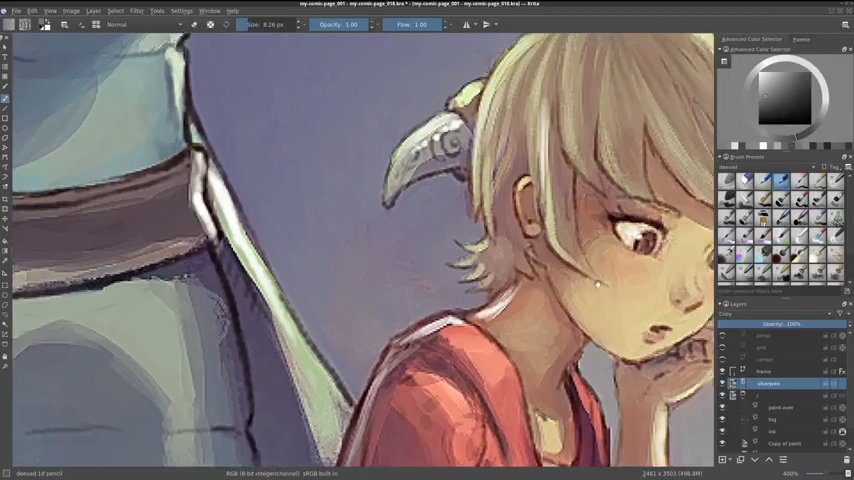 my-comic-page_001 - my-comic-page_018.kra * - [my-comic-page_001 - my-comic-page_018.kra] — Krita
File Edit View Image Layer Select Filter Tools Settings Window Help
Normal Size: 8.26 px Opacity: 1.00 Flow: 1.00
Advanced Color Selector Palette
Advanced Color Selector
Brush Presets
deevad Tag
Layers
Copy
Opacity: 100%
frame
sharpen
paint-over
fog
ink
Copy of paint
deevad 1d pencil
RGB (8-bit integer/channel) sRGB built-in
2481 x 3503 (498.8M)
400%